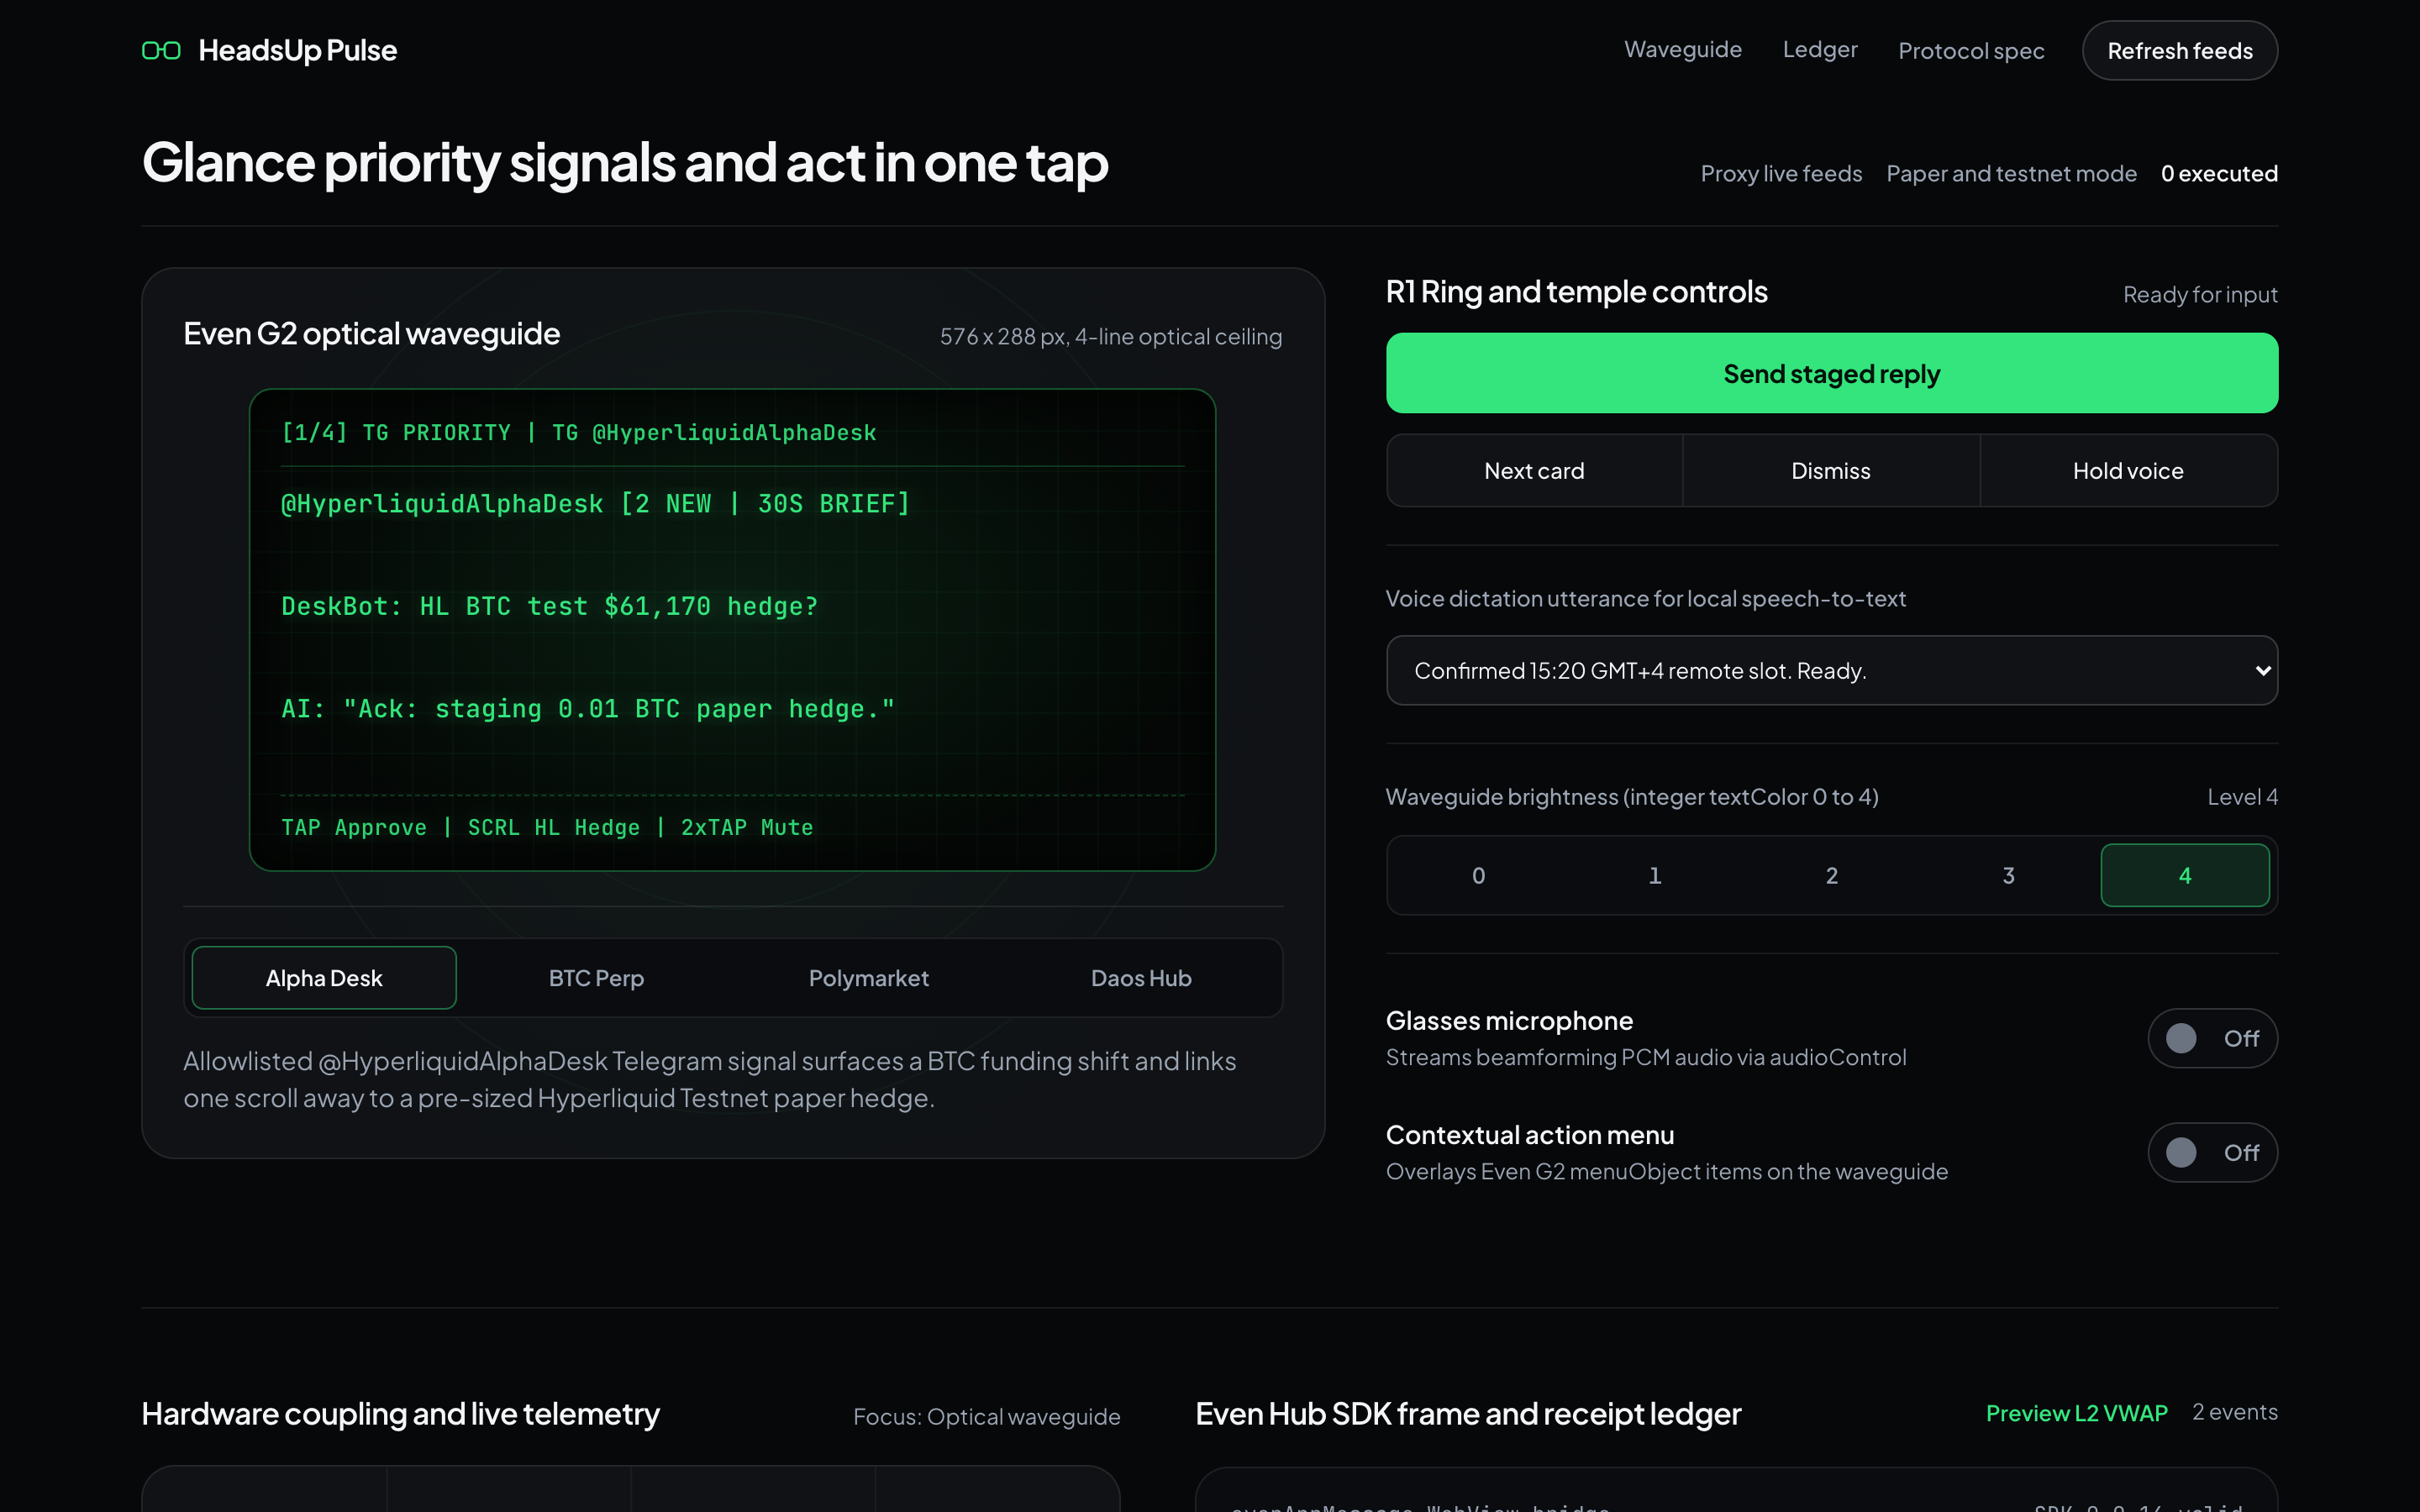 HeadsUp Pulse
Waveguide
Ledger
Protocol spec
Refresh feeds
Glance priority signals and act in one tap
Proxy live feeds
Paper and testnet mode
0 executed
Even G2 optical waveguide
576 x 288 px, 4-line optical ceiling
[1/4] TG PRIORITY | TG @HyperliquidAlphaDesk
@HyperliquidAlphaDesk [2 NEW | 30S BRIEF]
DeskBot: HL BTC test $61,170 hedge?
AI: "Ack: staging 0.01 BTC paper hedge."
TAP Approve | SCRL HL Hedge | 2xTAP Mute
Alpha Desk
BTC Perp
Polymarket
Daos Hub
Allowlisted @HyperliquidAlphaDesk Telegram signal surfaces a BTC funding shift and links
one scroll away to a pre-sized Hyperliquid Testnet paper hedge.
R1 Ring and temple controls
Ready for input
Send staged reply
Next card
Dismiss
Hold voice
Voice dictation utterance for local speech-to-text
Confirmed 15:20 GMT+4 remote slot. Ready.
Waveguide brightness (integer textColor 0 to 4)
Level 4
0
1
2
3
4
Glasses microphone
Streams beamforming PCM audio via audioControl
Off
Contextual action menu
Overlays Even G2 menuObject items on the waveguide
Off
Hardware coupling and live telemetry
Focus: Optical waveguide
Even Hub SDK frame and receipt ledger
Preview L2 VWAP
2 events